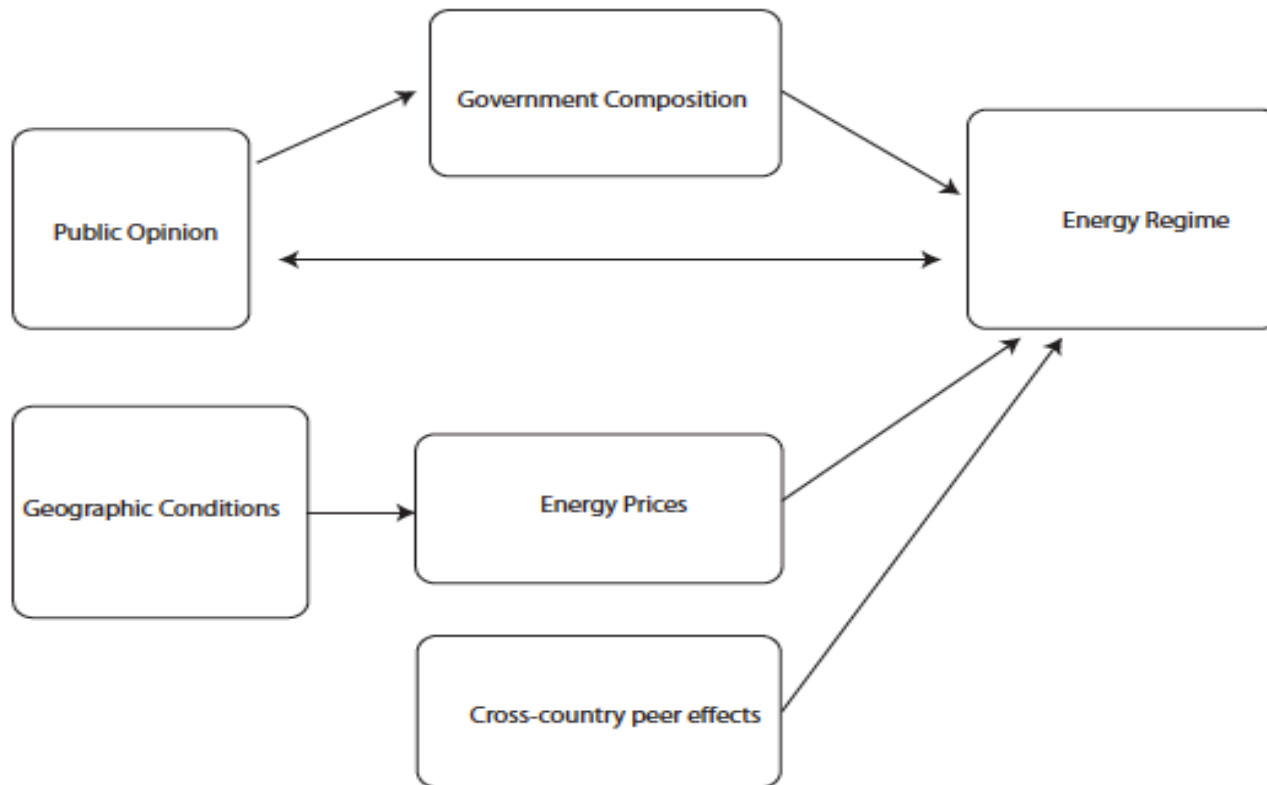 Government Composition
Public Opinion
Energy Regime
Geographic Conditions
Energy Prices
Cross-country peer effects